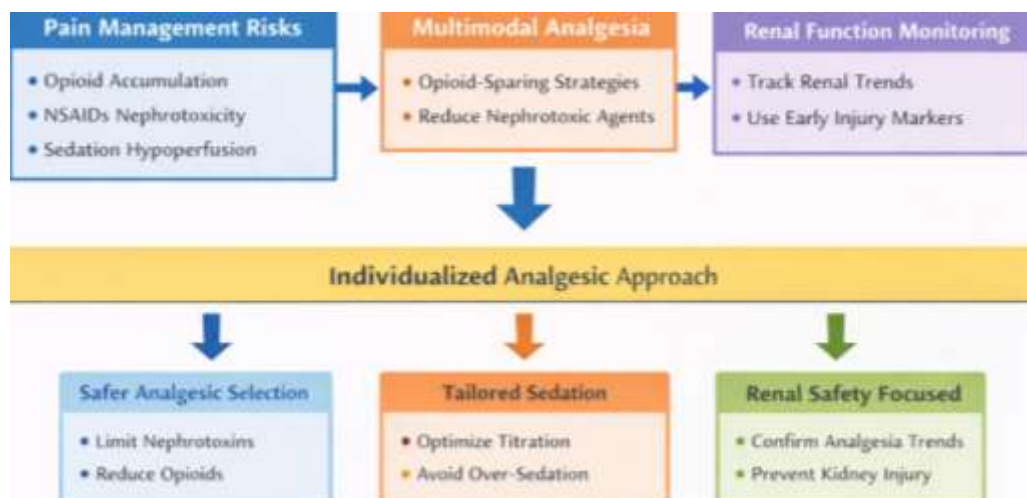 Pain Management Risks
• Opioid Accumulation
• NSAIDs Nephrotoxicity
• Sedation Hypoperfusion
Multimodal Analgesia
• Opioid-Sparing Strategies
• Reduce Nephrotoxic Agents
Renal Function Monitoring
• Track Renal Trends
• Use Early Injury Markers
Individualized Analgesic Approach
Safer Analgesic Selection
• Limit Nephrotoxins
• Reduce Opioids
Tailored Sedation
• Optimize Titration
• Avoid Over-Sedation
Renal Safety Focused
• Confirm Analgesia Trends
• Prevent Kidney Injury